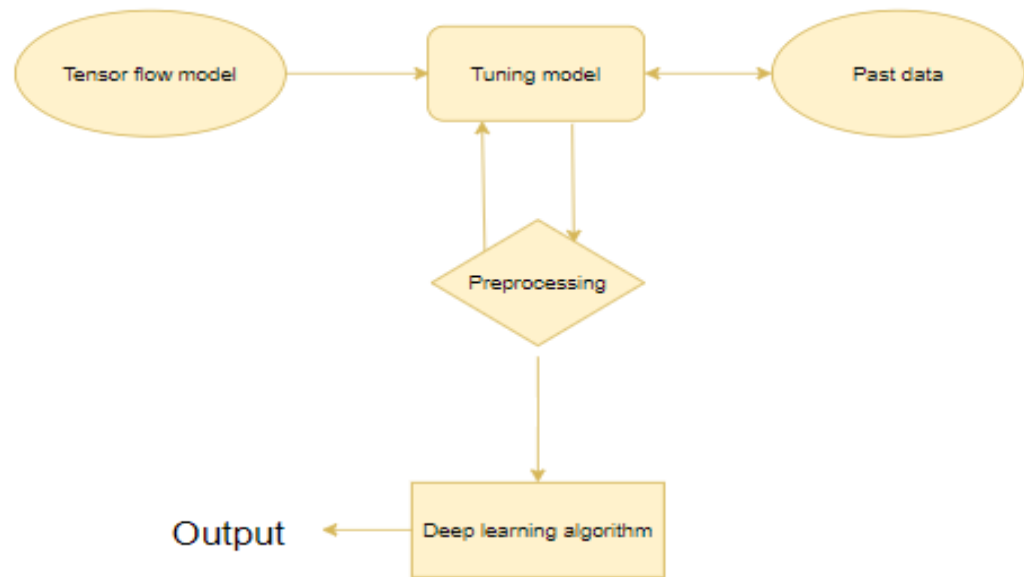 Tensor flow model
Tuning model
Past data
Preprocessing
Deep learning algorithm
Output